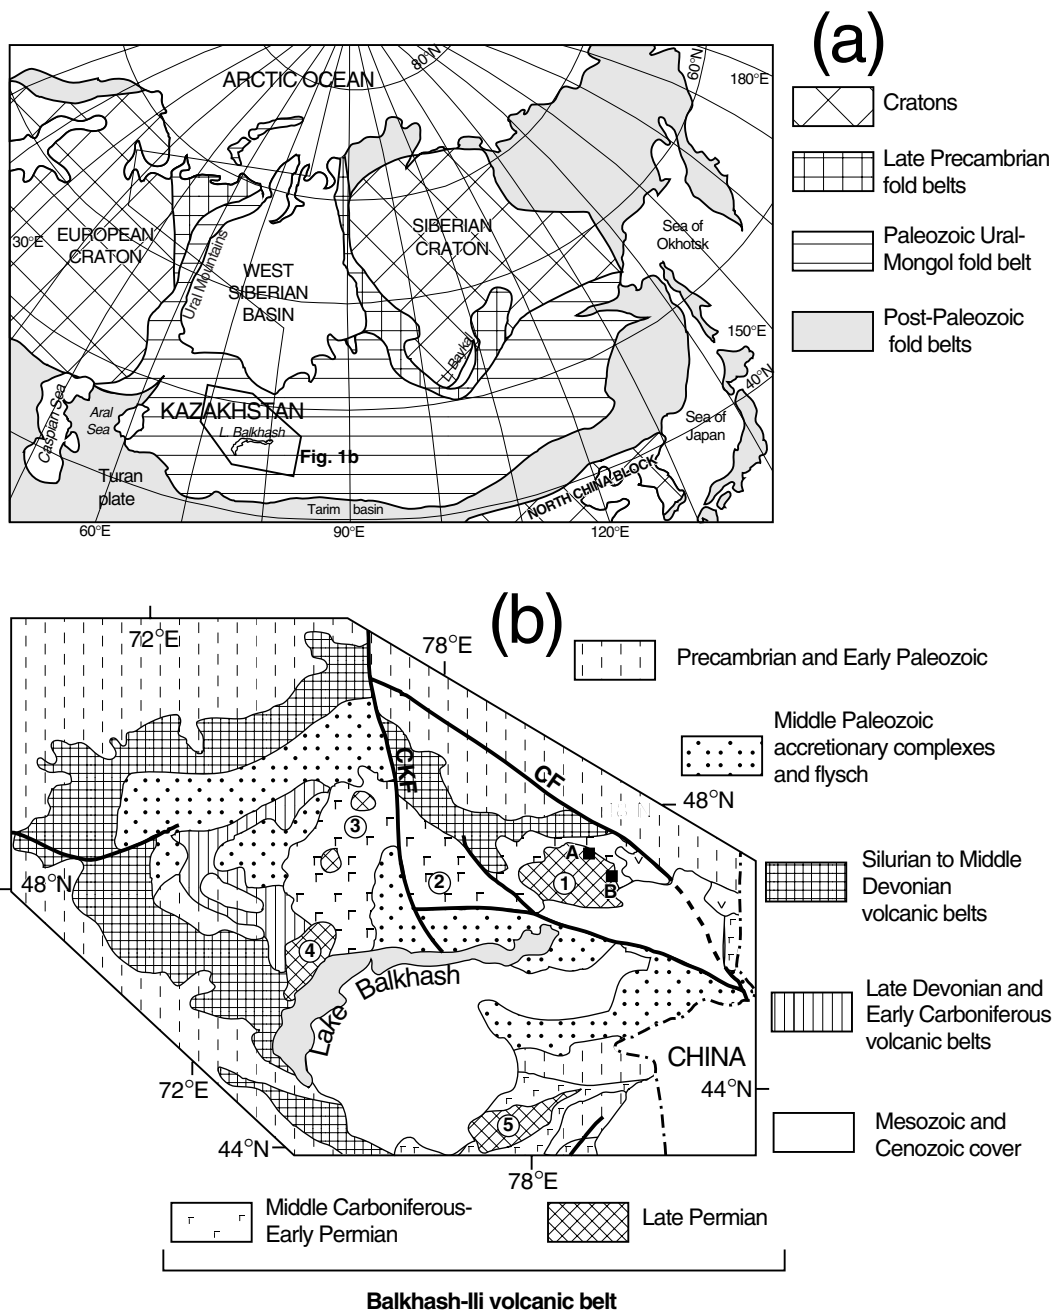 (a)
ARCTIC OCEAN
80°N
60°N
180°E
30°E
EUROPEAN
CRATON
Ural Mountains
WEST
SIBERIAN
BASIN
SIBERIAN
CRATON
Sea of
Okhotsk
150°E
40°N
L. Baykal
Caspian Sea
Aral
Sea
KAZAKHSTAN
L. Balkhash
Fig. 1b
Turan
plate
Tarim basin
NORTH CHINA BLOCK
Sea of
Japan
60°E
90°E
120°E
Cratons
Late Precambrian
fold belts
Paleozoic Ural-
Mongol fold belt
Post-Paleozoic
fold belts
(b)
72°E
78°E
CKF
CF
48°N
48°N
A
B
1
2
3
4
5
Lake
Balkhash
CHINA
72°E
44°N
44°N
78°E
Precambrian and Early Paleozoic
Middle Paleozoic
accretionary complexes
and flysch
Silurian to Middle
Devonian
volcanic belts
Late Devonian and
Early Carboniferous
volcanic belts
Mesozoic and
Cenozoic cover
Middle Carboniferous-
Early Permian
Late Permian
Balkhash-Ili volcanic belt